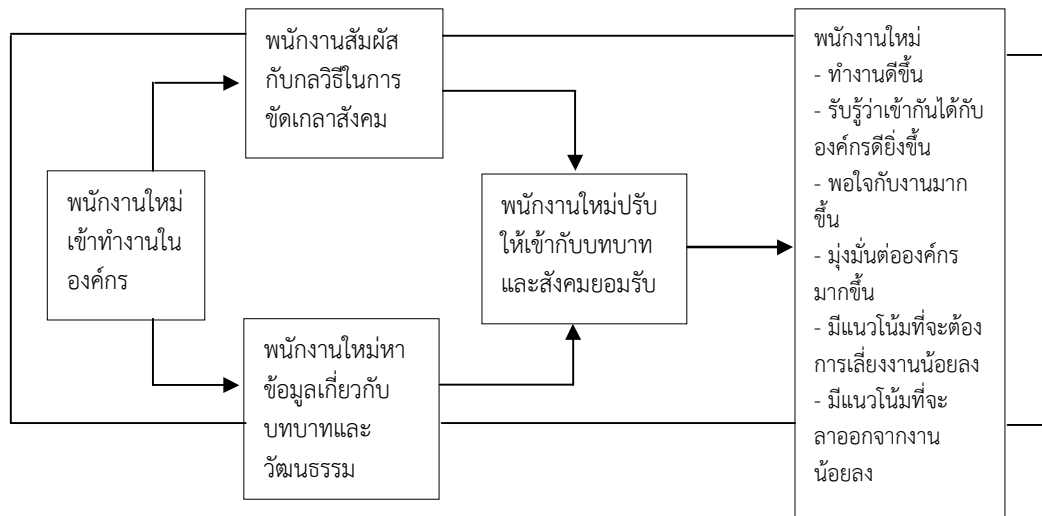 พนักงานสัมผัส
กับกลวิธีในการ
ขัดเกลาสังคม
พนักงานใหม่
เข้าทำงานใน
องค์กร
พนักงานใหม่หา
ข้อมูลเกี่ยวกับ
บทบาทและ
วัฒนธรรม
พนักงานใหม่ปรับ
ให้เข้ากับบทบาท
และสังคมยอมรับ
พนักงานใหม่
- ทำงานดีขึ้น
- รับรู้ว่าเข้ากันได้กับ
องค์กรดียิ่งขึ้น
- พอใจกับงานมาก
ขึ้น
- มุ่งมั่นต่อองค์กร
มากขึ้น
- มีแนวโน้มที่จะต้อง
การเลี่ยงงานน้อยลง
- มีแนวโน้มที่จะ
ลาออกจากงาน
น้อยลง